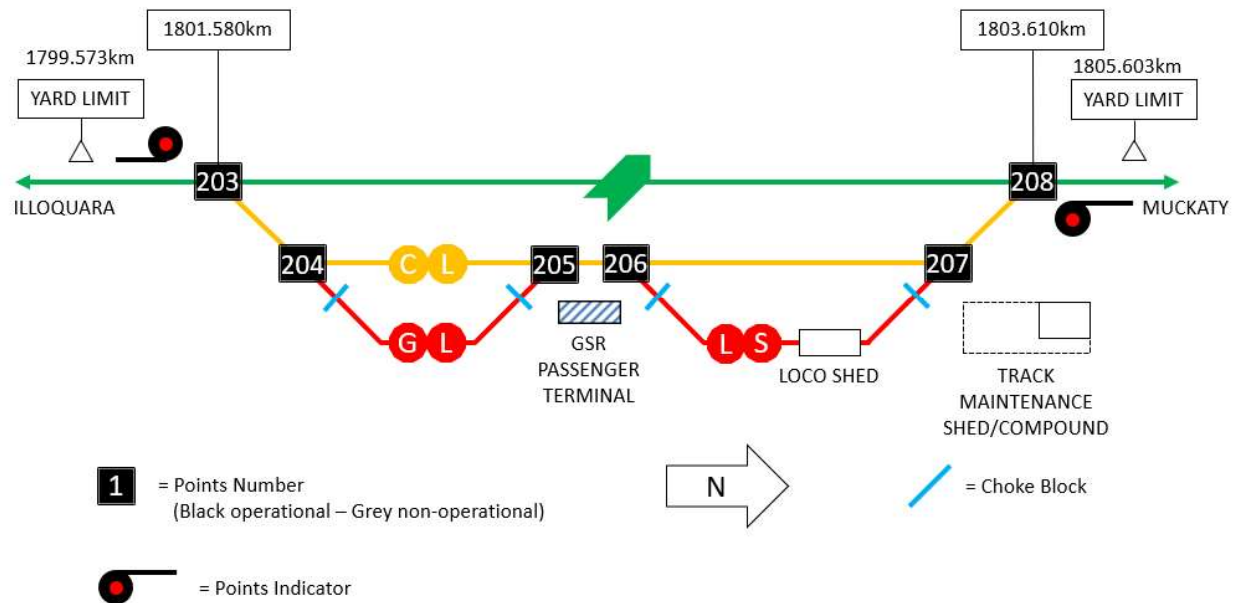 1801.580km
1803.610km
1799.573km
1805.603km
YARD LIMIT
YARD LIMIT
203
208
ILLOQUARA
MUCKATY
204
C L
205
206
207
G L
L S
GSR
PASSENGER
TERMINAL
LOCO SHED
TRACK
MAINTENANCE
SHED/COMPOUND
1
= Points Number
(Black operational – Grey non-operational)
N
= Choke Block
= Points Indicator